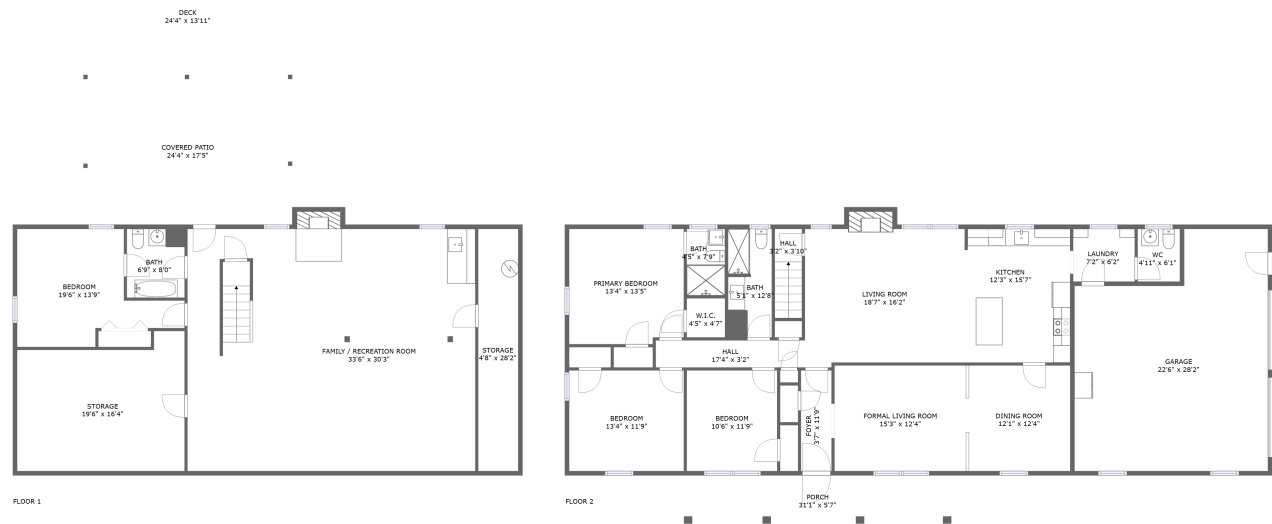 DECK
24'4" x 13'11"
COVERED PATIO
24'4" x 17'5"
BATH
6'9" x 8'0"
BEDROOM
19'6" x 13'9"
FAMILY / RECREATION ROOM
33'6" x 30'3"
STORAGE
4'8" x 28'2"
STORAGE
19'6" x 16'4"
FLOOR 1
HALL
3'2" x 3'10"
BATH
4'5" x 7'9"
LAUNDRY
7'2" x 6'2"
WC
4'11" x 6'1"
PRIMARY BEDROOM
13'4" x 13'5"
BATH
5'1" x 12'8"
LIVING ROOM
18'7" x 16'2"
KITCHEN
12'3" x 15'7"
W.I.C.
4'5" x 4'7"
HALL
17'4" x 3'2"
GARAGE
22'6" x 28'2"
BEDROOM
13'4" x 11'9"
BEDROOM
10'6" x 11'9"
FOYER
3'7" x 11'9"
FORMAL LIVING ROOM
15'3" x 12'4"
DINING ROOM
12'1" x 12'4"
FLOOR 2
PORCH
31'1" x 5'7"